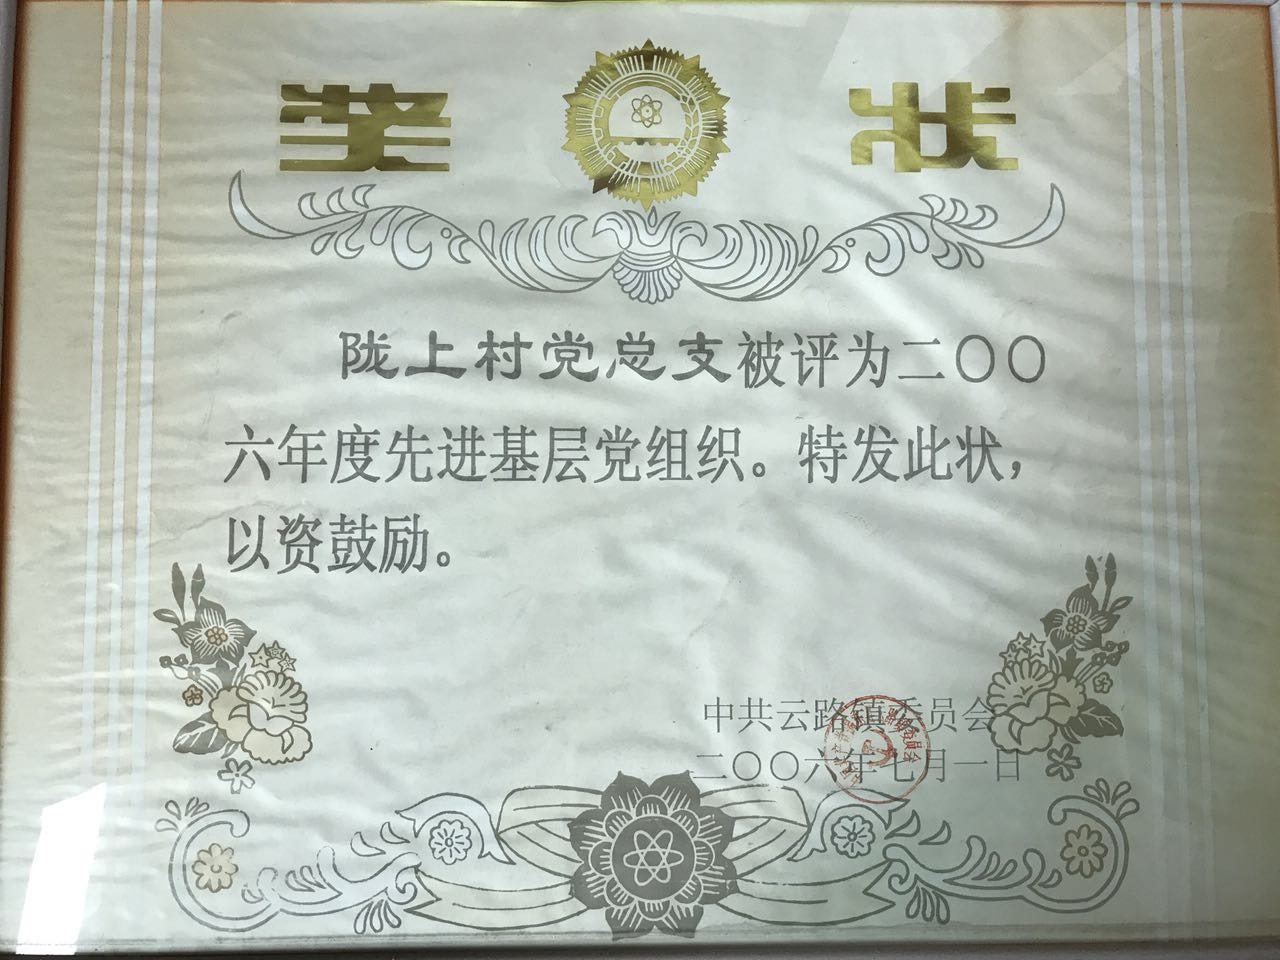 奖状
陇上村党总支被评为二〇〇
六年度先进基层党组织。特发此状，
以资鼓励。
中共云路镇委员会
二〇〇六年七月一日